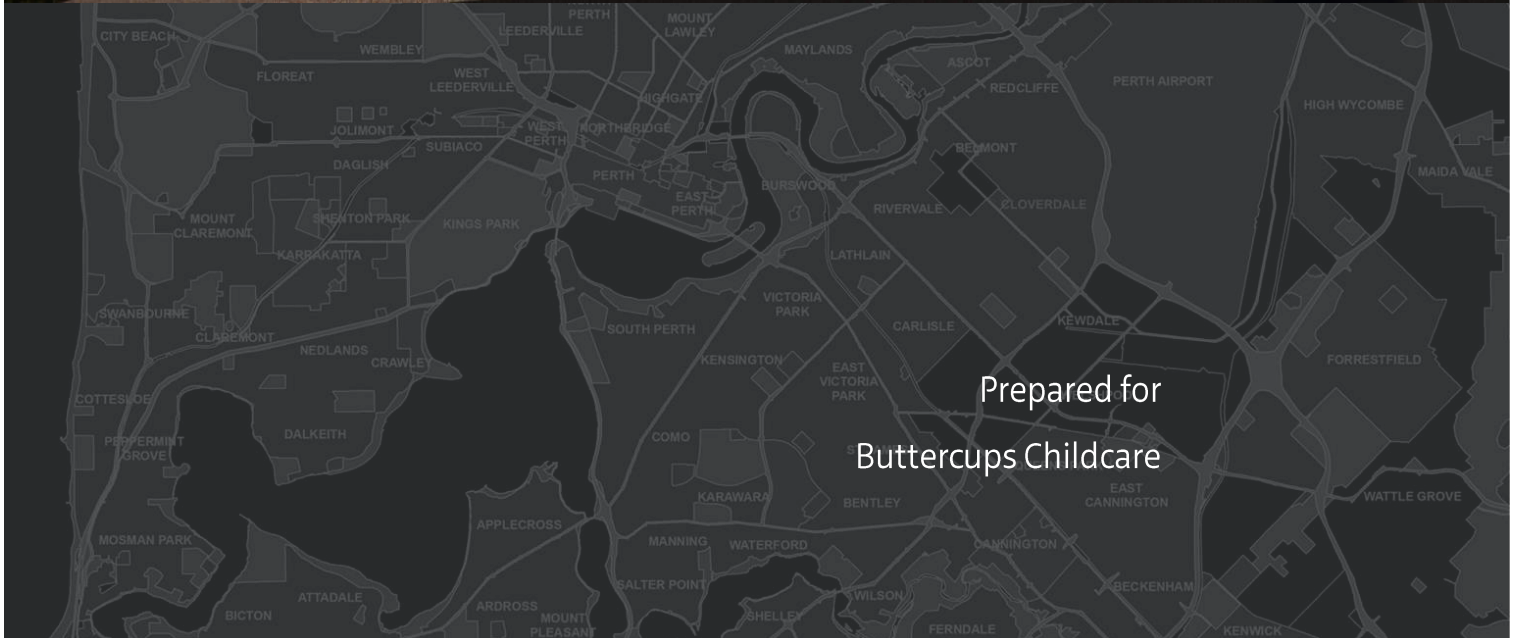 NORTH
PERTH
MOUNT
LAWLEY
CITY BEACH
LEEDERVILLE
WEMBLEY
MAYLANDS
ASCOT
FLOREAT
WEST
LEEDERVILLE
REDCLIFFE
PERTH AIRPORT
HIGHGATE
HIGH WYCOMBE
JOLIMONT
WEST
PERTH
NORTHBRIDGE
SUBIACO
BELMONT
DAGLISH
PERTH
MAIDA VALE
BURSWOOD
EAST
PERTH
RIVERVALE
CLOVERDALE
MOUNT
CLAREMONT
SHENTON PARK
KINGS PARK
KARRAKATTA
LATHLAIN
VICTORIA
PARK
SWANBOURNE
SOUTH PERTH
CARLISLE
KEWDALE
CLAREMONT
NEDLANDS
CRAWLEY
KENSINGTON
FORRESTFIELD
EAST
VICTORIA
PARK
Prepared for
COTTESLOE
DALKEITH
COMO
PEPPERMINT
GROVE
Buttercups Childcare
KARAWARA
BENTLEY
EAST
CANNINGTON
WATTLE GROVE
APPLECROSS
MOSMAN PARK
MANNING
WATERFORD
CANNINGTON
SALTER POINT
BECKENHAM
ATTADALE
WILSON
BICTON
ARDROSS
MOUNT
PLEASANT
SHELLEY
FERNDALE
KENWICK